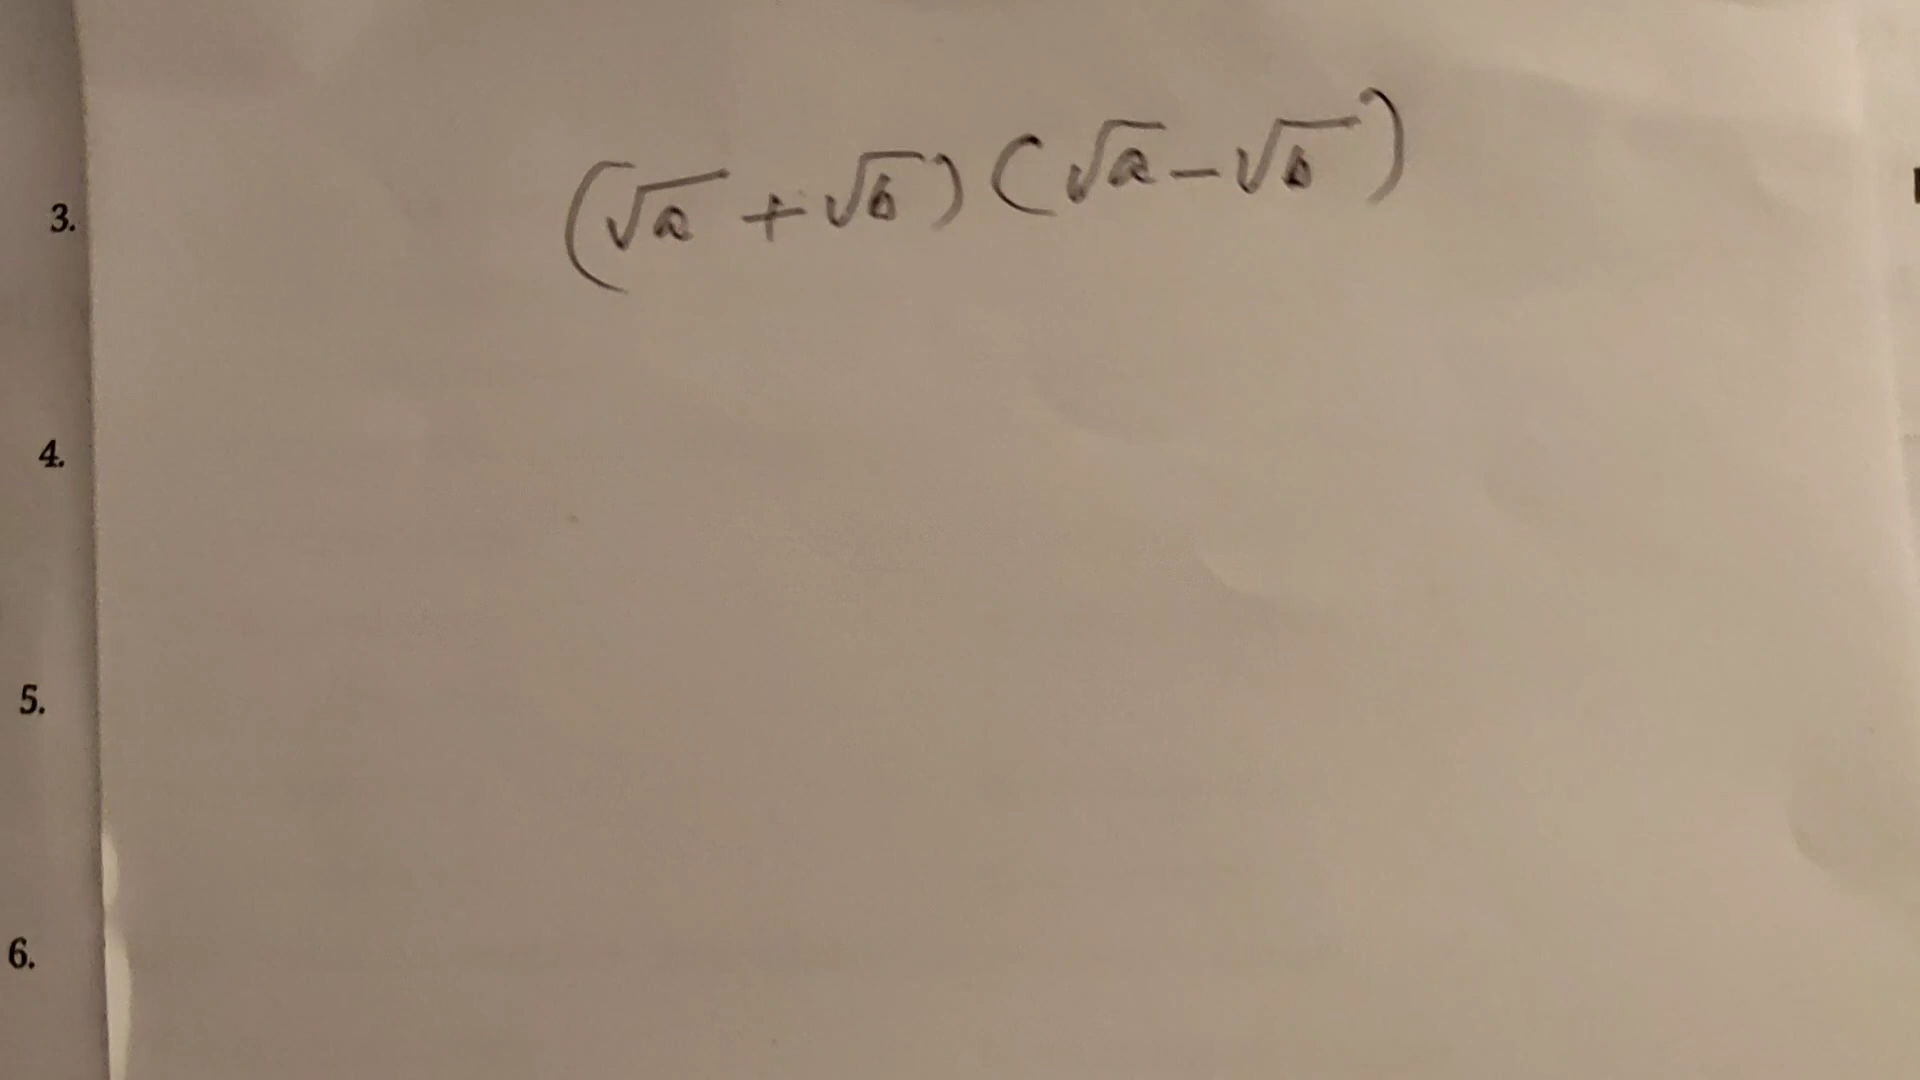 (√a + √b) (√a - √b)
3.
4.
5.
6.